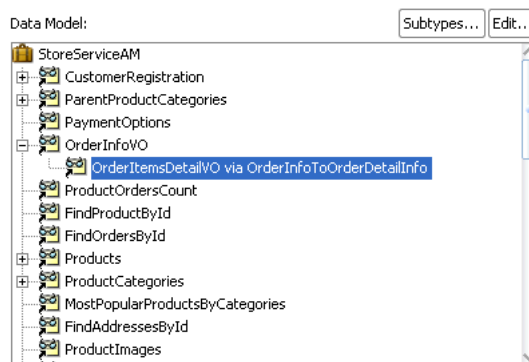 Data Model:
Subtypes... Edit..
StoreServiceAM
CustomerRegistration
ParentProductCategories
PaymentOptions
OrderInfoVO
OrderItemsDetailVO via OrderInfoToOrderDetailInfo
ProductOrdersCount
FindProductById
FindOrdersById
Products
ProductCategories
MostPopularProductsByCategories
FindAddressesById
ProductImages